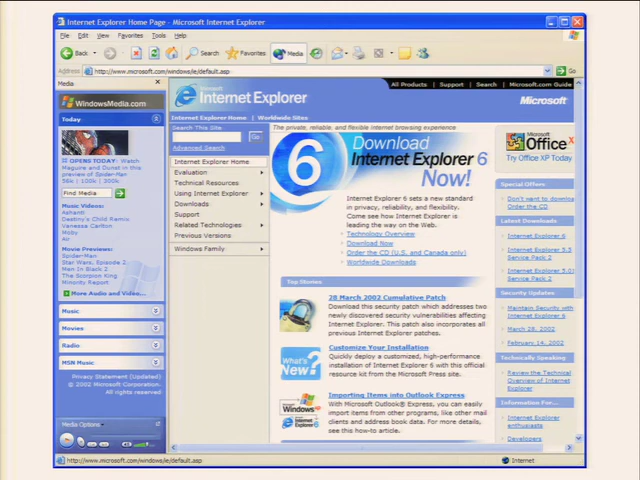 Internet Explorer Home Page - Microsoft Internet Explorer
File Edit View Favorites Tools Help
Back Search Favorites Media
Address http://www.microsoft.com/windows/ie/default.asp Go
Media
WindowsMedia.com
Today
OPENS TODAY: Watch
Maguire and Dunst in this
preview of Spider-Man
56k | 100k | 300k
Find Media
Music Videos:
Ashanti
Destiny's Child Remix
Vanessa Carlton
Moby
Air
Movie Previews:
Spider-Man
Star Wars, Episode 2
Men In Black 2
The Scorpion King
Minority Report
More Audio and Video...
Music
Movies
Radio
MSN Music
Privacy Statement (Updated)
© 2002 Microsoft Corporation.
All rights reserved
Media Options
All Products | Support | Search | Microsoft.com Guide
Microsoft
Internet Explorer
Microsoft
Internet Explorer Home | Worldwide Sites
Search This Site
Go
Advanced Search
Internet Explorer Home
Evaluation
Technical Resources
Using Internet Explorer
Downloads
Support
Related Technologies
Previous Versions
Windows Family
The private, reliable, and flexible Internet browsing experience
6
Download
Internet Explorer 6
Now!
Internet Explorer 6 sets a new standard
in privacy, reliability, and flexibility.
Come see how Internet Explorer is
leading the way on the Web.
Technology Overview
Download Now
Order the CD (U.S. and Canada only)
Worldwide Downloads
Top Stories
28 March 2002 Cumulative Patch
Download this security patch which addresses two
newly discovered security vulnerabilities affecting
Internet Explorer. This patch also incorporates all
previous Internet Explorer patches.
What's
New?
Customize Your Installation
Quickly deploy a customized, high-performance
installation of Internet Explorer 6 with this official
resource kit from the Microsoft Press site.
Windows
Internet
Explorer
Importing Items into Outlook Express
With Microsoft Outlook® Express, you can easily
import items from other programs, like other mail
clients and address book data. For more details,
see this how-to article.
Microsoft
Office
Try Office XP Today
Special Offers
Don't want to download
Order the CD
Latest Downloads
Internet Explorer 6
Internet Explorer 5.5
Service Pack 2
Internet Explorer 5.01
Service Pack 2
Security Updates
Maintain Security with
Internet Explorer 6
March 28, 2002
February 14, 2002
Technically Speaking
Review the Technical
Overview of Internet
Explorer
Information For...
Internet Explorer
enthusiasts
Developers
http://www.microsoft.com/windows/ie/default.asp
Internet